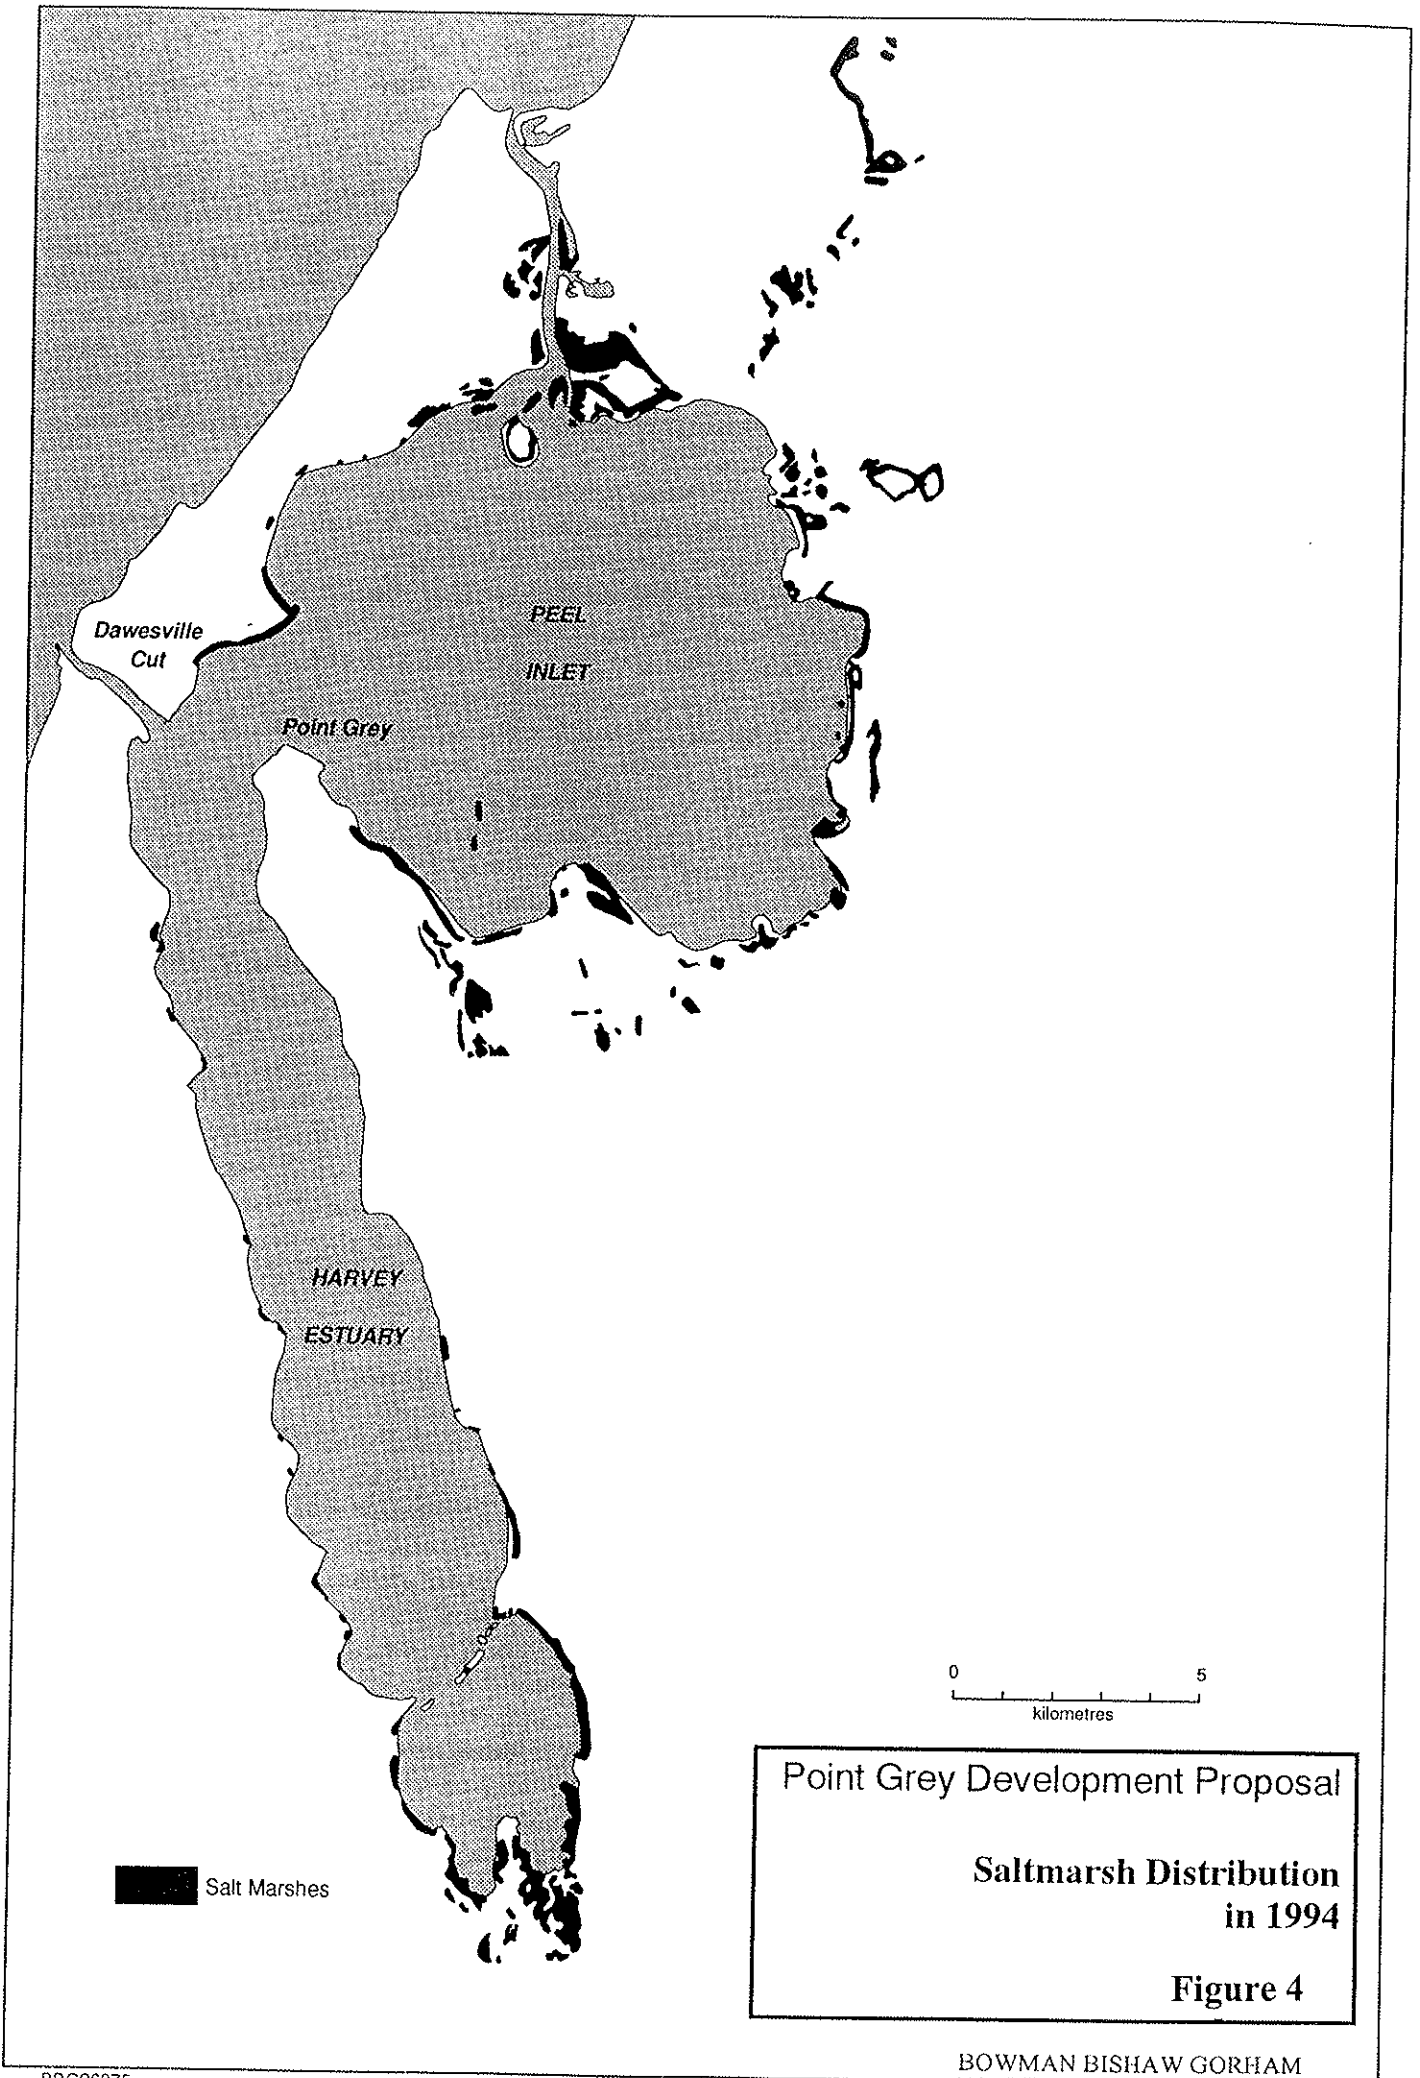 Dawesville
Cut
PEEL
INLET
Point Grey
HARVEY
ESTUARY
0 5
kilometres
Point Grey Development Proposal
Saltmarsh Distribution
in 1994
Figure 4
Salt Marshes
BOWMAN BISHAW GORHAM